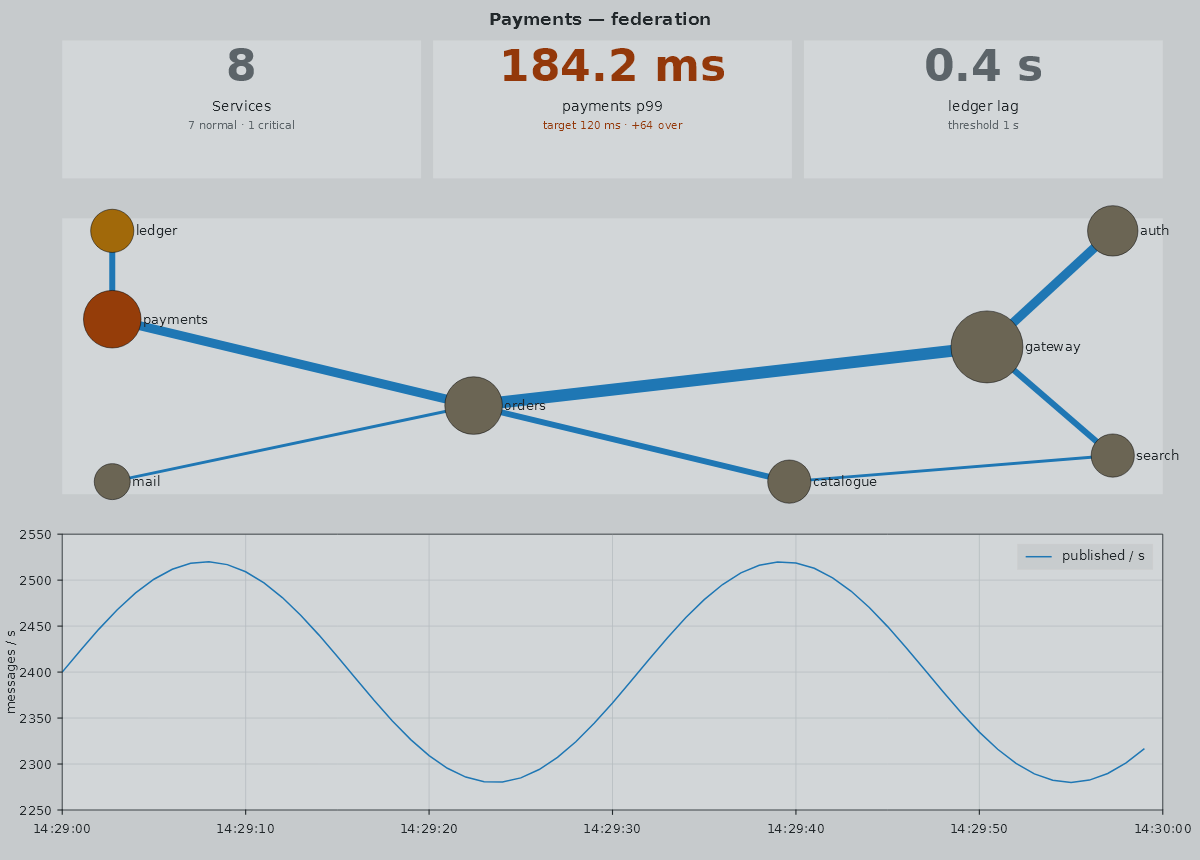 Payments — federation
8
Services
7 normal · 1 critical
184.2 ms
payments p99
target 120 ms · +64 over
0.4 s
ledger lag
threshold 1 s
ledger
auth
payments
gateway
orders
search
mail
catalogue
published / s
messages / s
2550
2500
2450
2400
2350
2300
2250
14:29:00
14:29:10
14:29:20
14:29:30
14:29:40
14:29:50
14:30:00